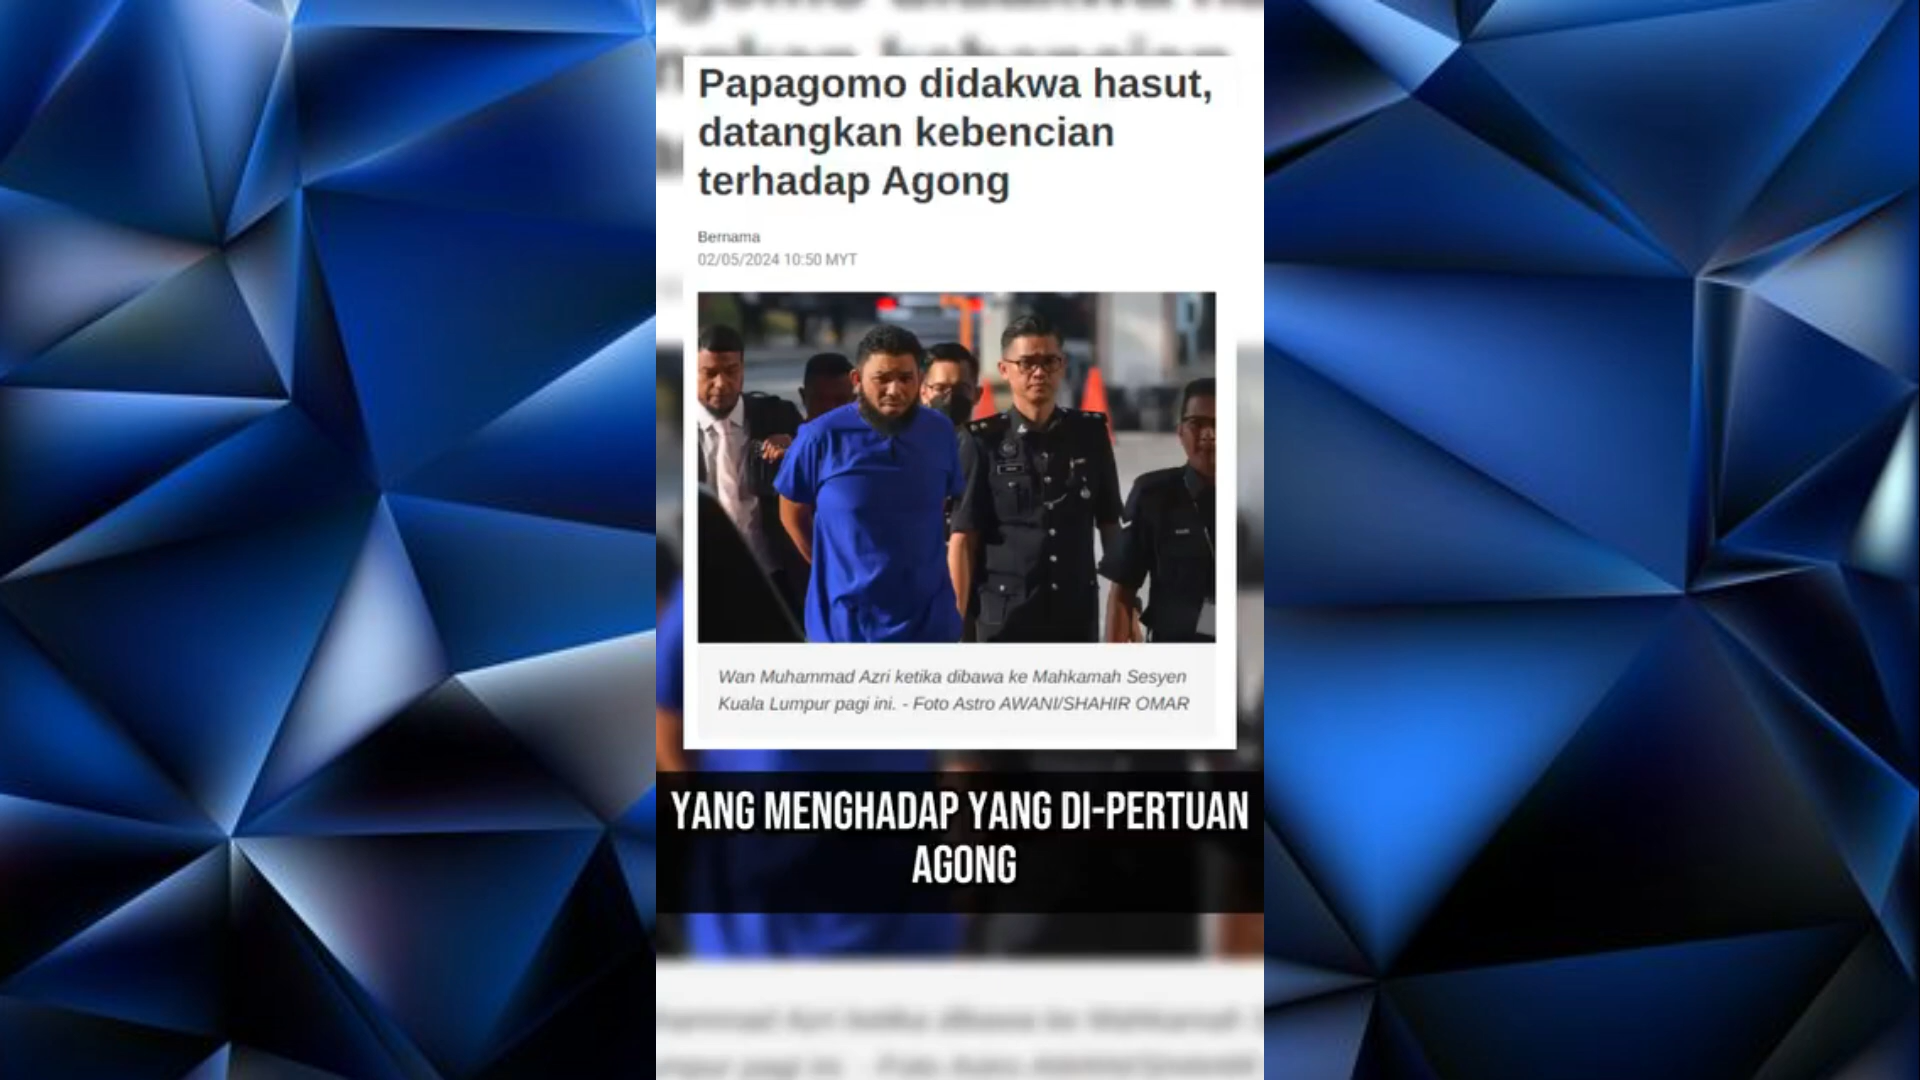 Papagomo didakwa hasut,
datangkan kebencian
terhadap Agong
Bernama
02/05/2024 10:50 MYT
Wan Muhammad Azri ketika dibawa ke Mahkamah Sesyen
Kuala Lumpur pagi ini. - Foto Astro AWANI/SHAHIR OMAR
YANG MENGHADAP YANG DI-PERTUAN
AGONG